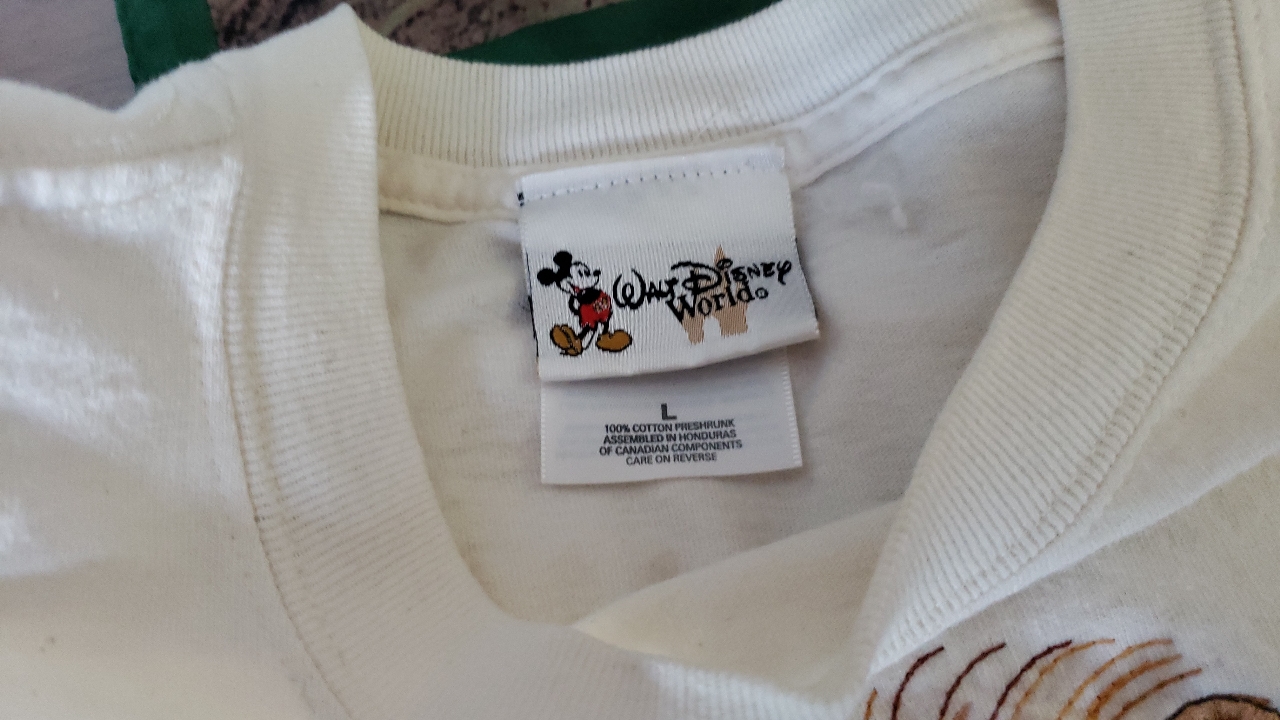 Walt Disney
World®
L
100% COTTON PRESHRUNK
ASSEMBLED IN HONDURAS
OF CANADIAN COMPONENTS
CARE ON REVERSE